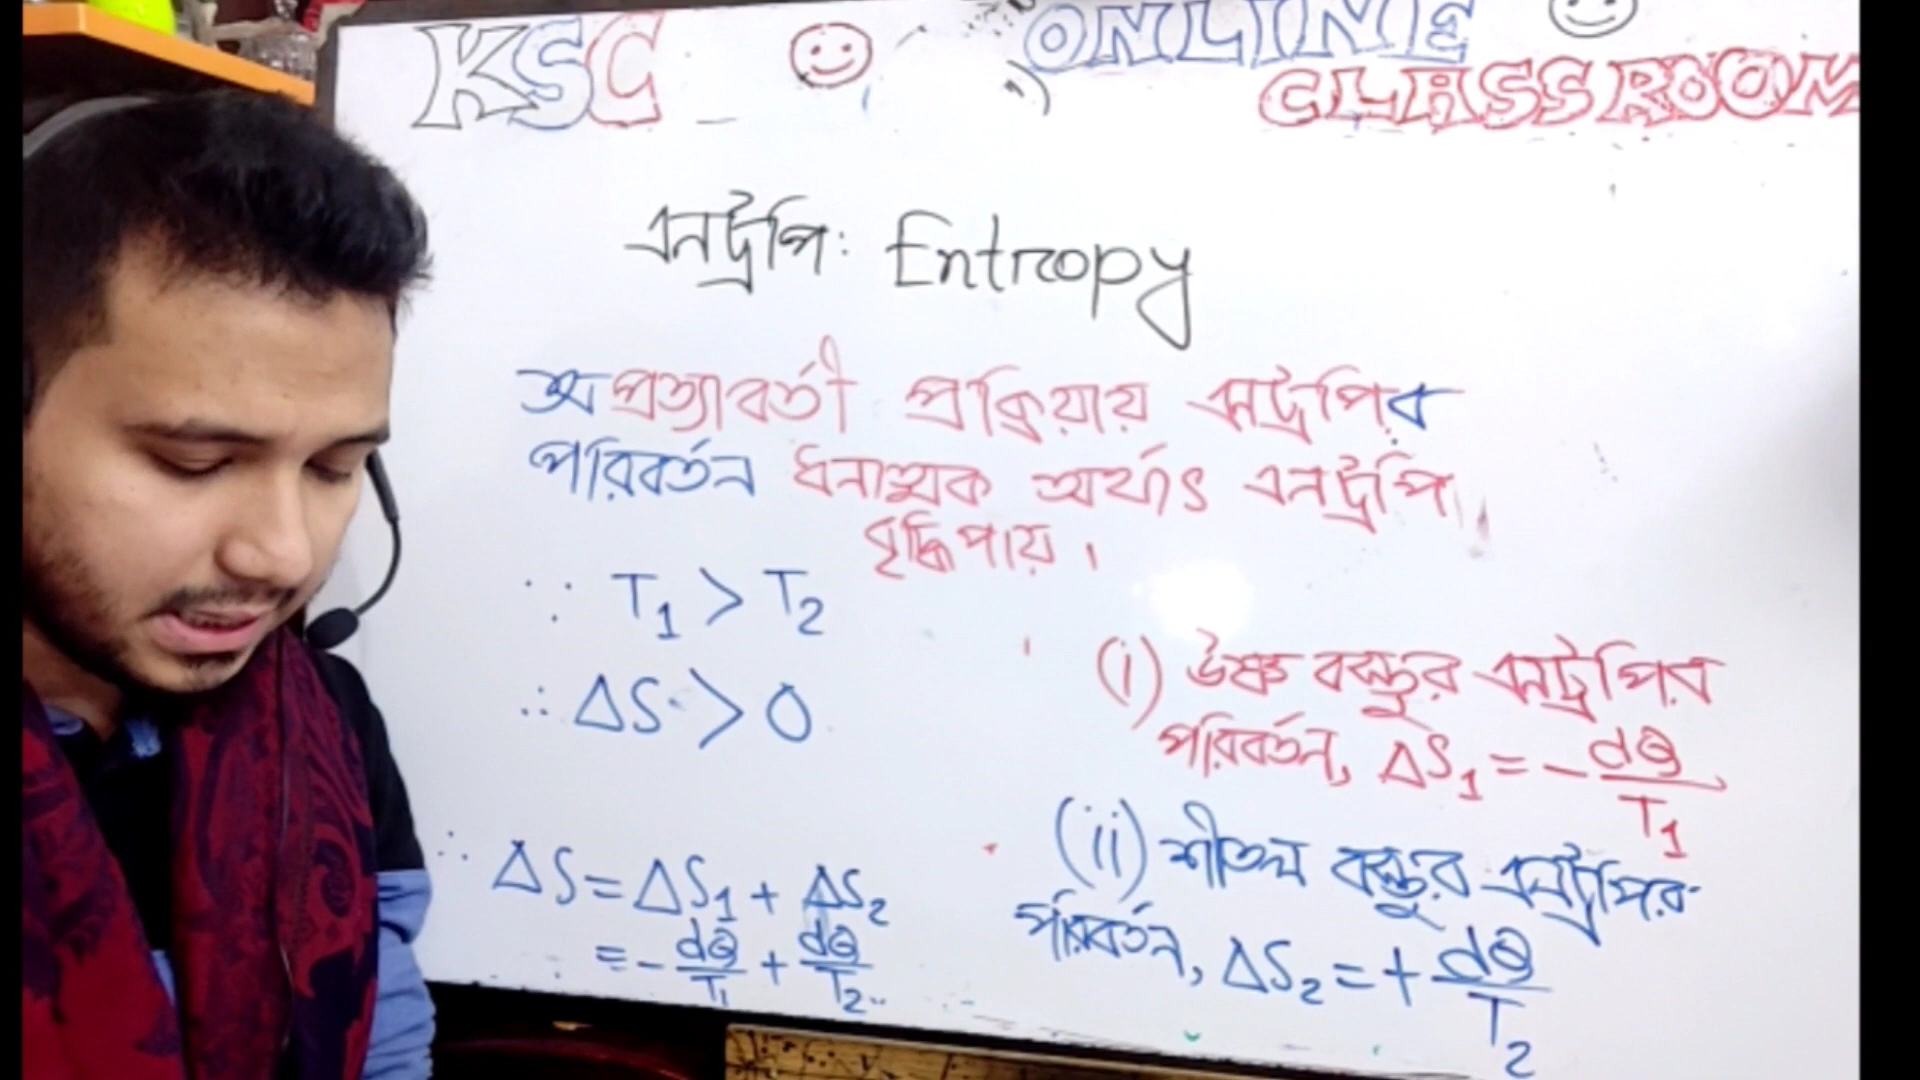 KSC ONLINE
CLASSROOM
এনট্রপি: Entropy
অপ্রত্যাবর্তী প্রক্রিয়ায় এনট্রপির
পরিবর্তন ধনাত্মক অর্থাৎ এনট্রপি
বৃদ্ধি পায়।
∵ T₁ > T₂
∴ ΔS > 0
∴ ΔS = ΔS₁ + ΔS₂
= - dQ/T₁ + dQ/T₂
(i) উষ্ণ বস্তুর এনট্রপির
পরিবর্তন, ΔS₁ = - dQ/T₁
(ii) শীতল বস্তুর এনট্রপির
পরিবর্তন, ΔS₂ = + dQ/T₂